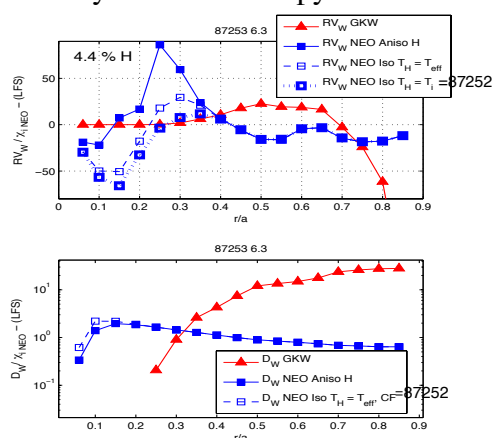 87253 6.3
4.4 % H
RV_W GKW
RV_W NEO Aniso H
RV_W NEO Iso T_H = T_eff
RV_W NEO Iso T_H = T_i =87252
RV_W / χ_i NEO – (LFS)
50
0
−50
0 0.1 0.2 0.3 0.4 0.5 0.6 0.7 0.8 0.9
r/a
87253 6.3
D_W / χ_i NEO – (LFS)
10^1
10^0
10^−1
D_W GKW
D_W NEO Aniso H
D_W NEO Iso T_H = T_eff, CF =87252
0.1 0.2 0.3 0.4 0.5 0.6 0.7 0.8 0.9
r/a